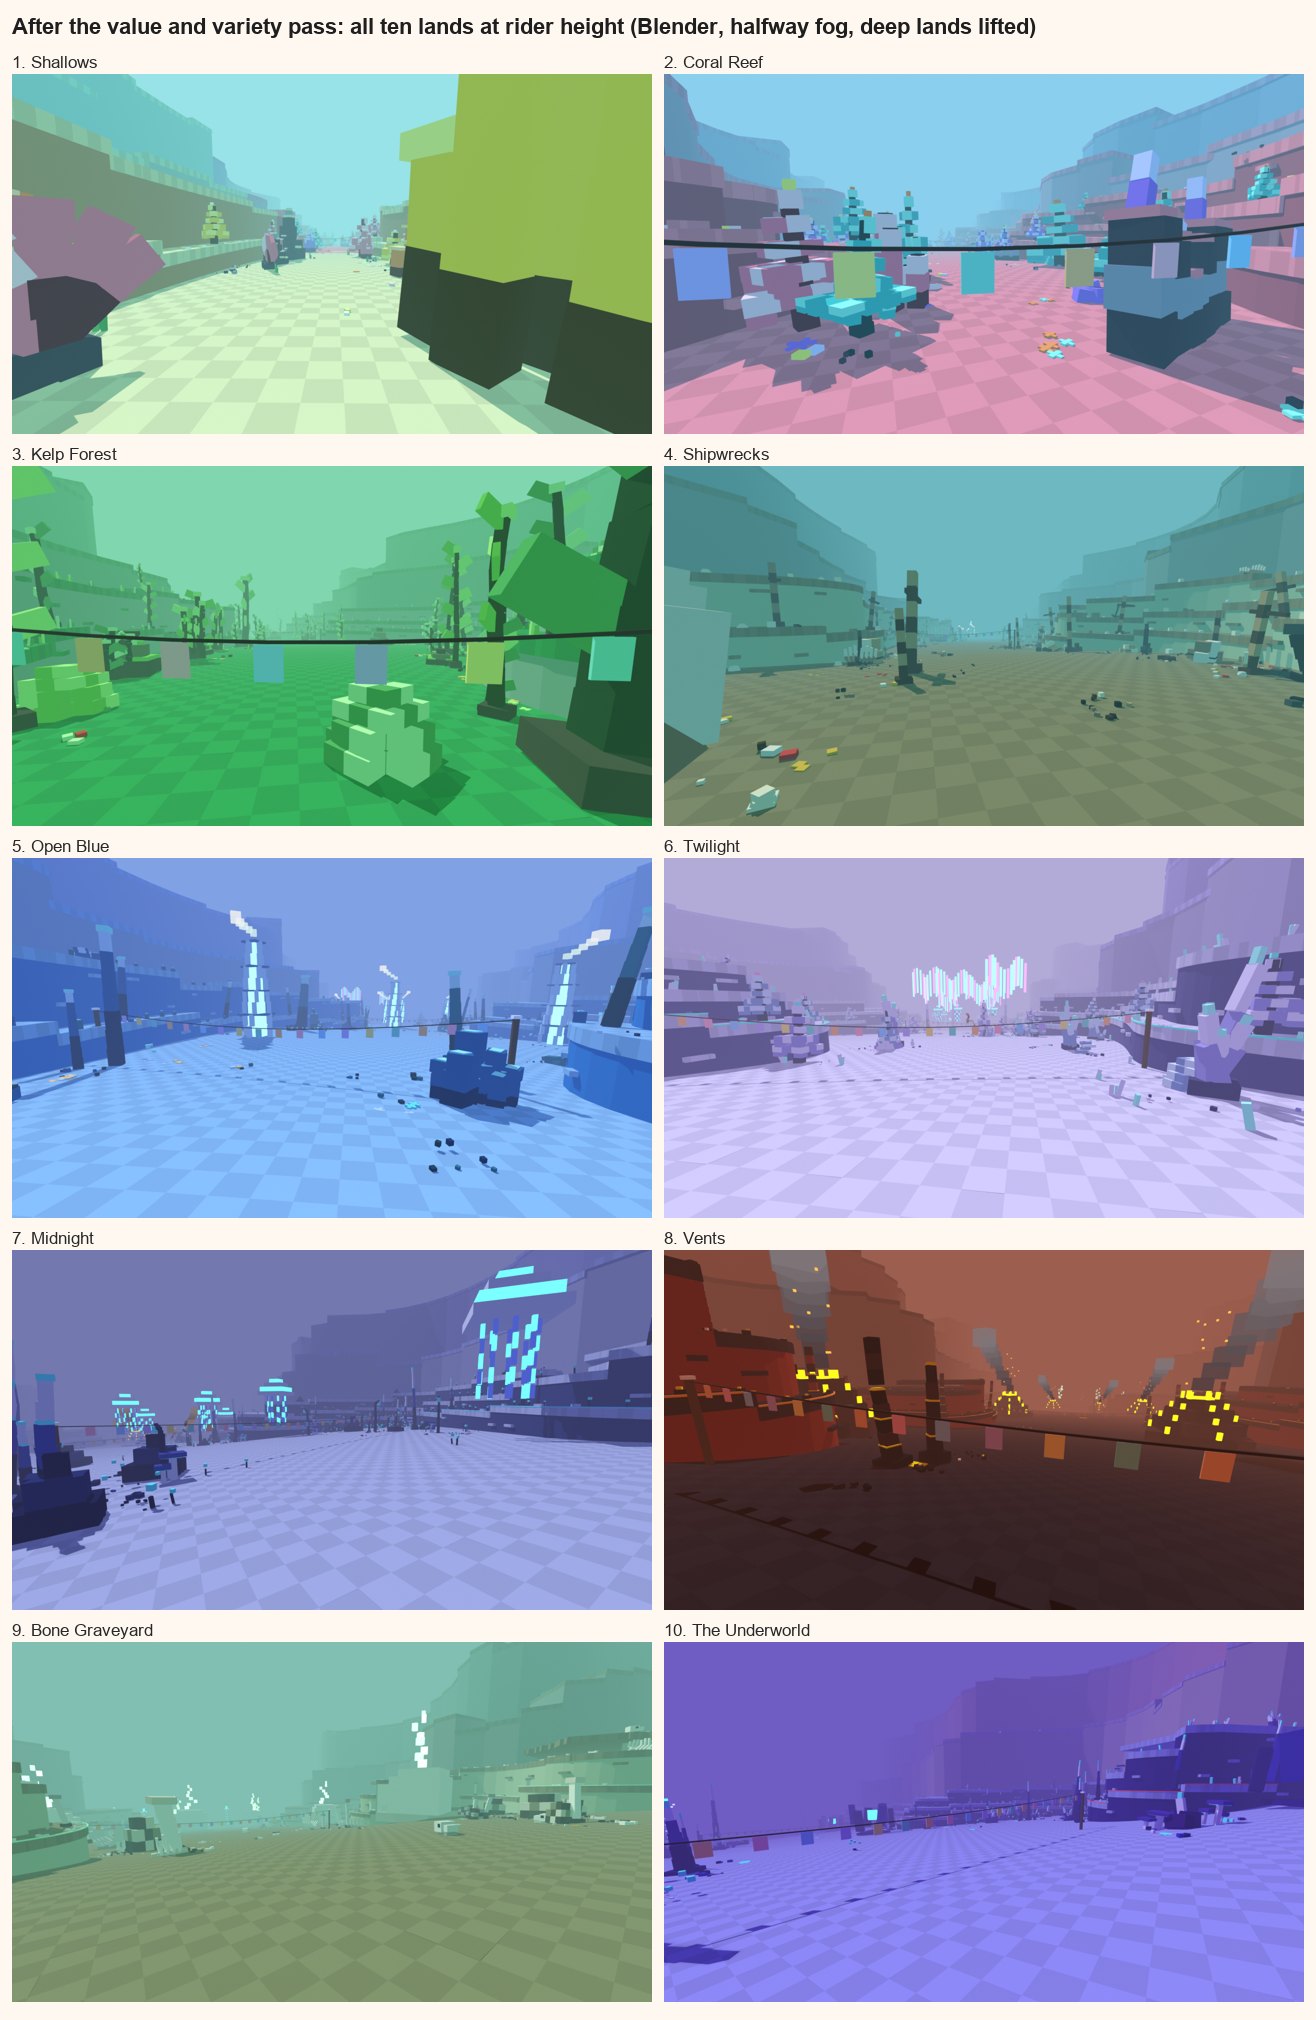 After the value and variety pass: all ten lands at rider height (Blender, halfway fog, deep lands lifted)
1. Shallows
2. Coral Reef
3. Kelp Forest
4. Shipwrecks
5. Open Blue
6. Twilight
7. Midnight
8. Vents
9. Bone Graveyard
10. The Underworld